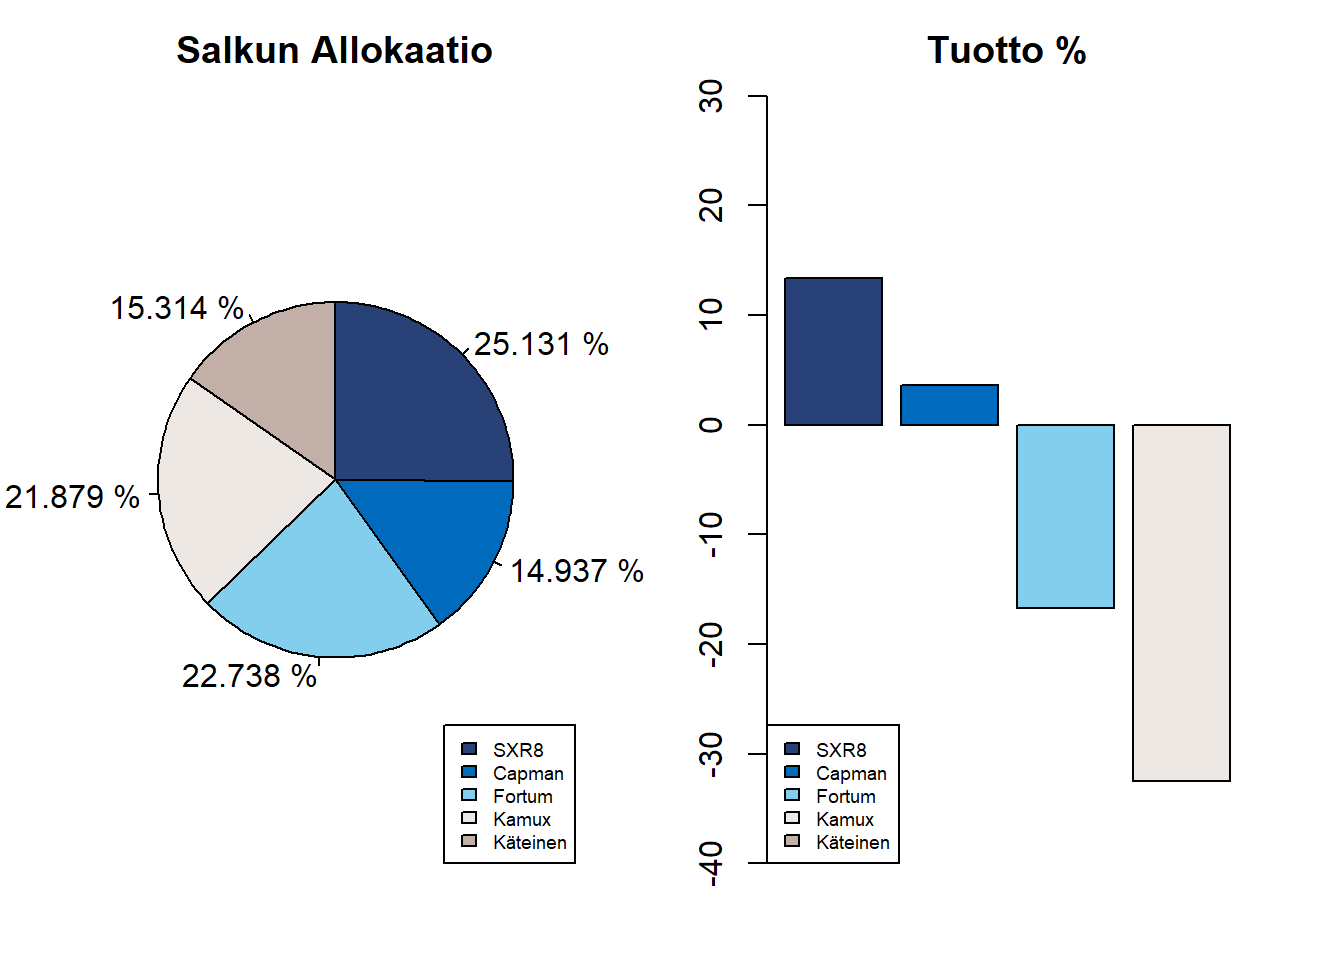 Salkun Allokaatio
15.314 %
25.131 %
21.879 %
14.937 %
22.738 %
SXR8
Capman
Fortum
Kamux
Käteinen
Tuotto %
30
20
10
0
-10
-20
-30
-40
SXR8
Capman
Fortum
Kamux
Käteinen